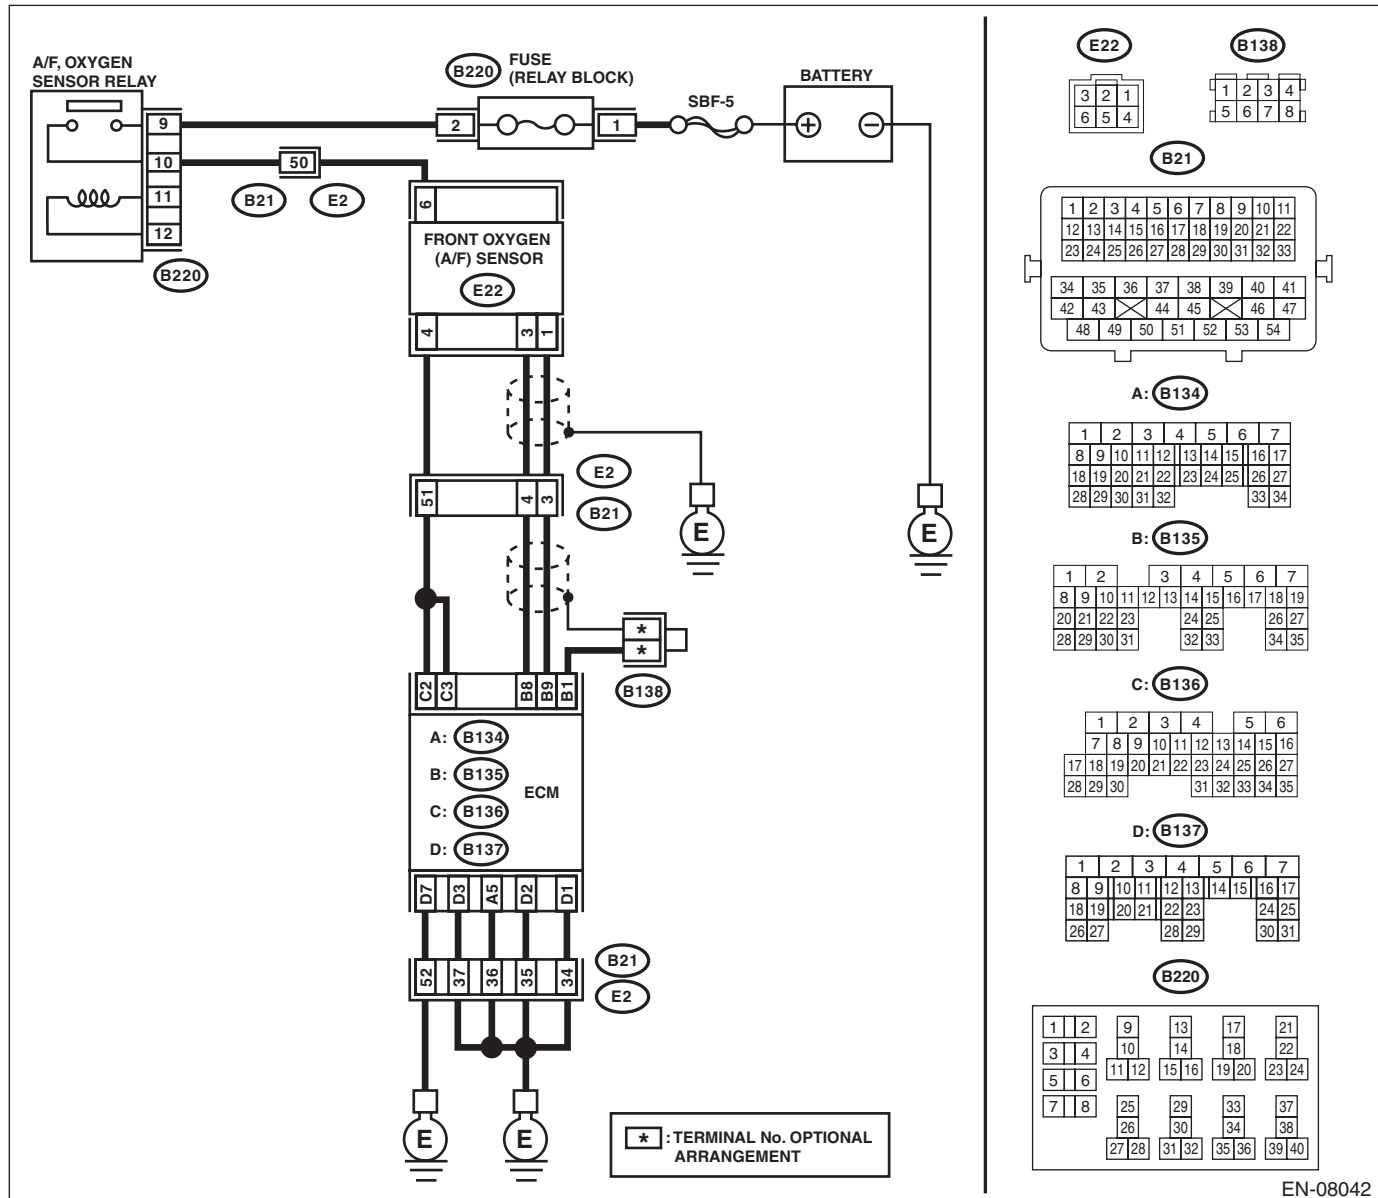 A/F, OXYGEN
SENSOR RELAY
9
10
11
12
B220
B220
FUSE
(RELAY BLOCK)
2
1
SBF-5
BATTERY
+
−
50
B21
E2
6
FRONT OXYGEN
(A/F) SENSOR
E22
4
3
1
E
E
51
4
3
E2
B21
*
*
B138
C2
C3
B8
B9
B1
A: B134
B: B135
C: B136
D: B137
ECM
D7
D3
A5
D2
D1
52
37
36
35
34
B21
E2
E
E
* : TERMINAL No. OPTIONAL
ARRANGEMENT
E22
3 2 1
6 5 4
B138
1 2 3 4
5 6 7 8
B21
1 2 3 4 5 6 7 8 9 10 11
12 13 14 15 16 17 18 19 20 21 22
23 24 25 26 27 28 29 30 31 32 33
34 35 36 37 38 39 40 41
42 43 44 45 46 47
48 49 50 51 52 53 54
A: B134
1 2 3 4 5 6 7
8 9 10 11 12 13 14 15 16 17
18 19 20 21 22 23 24 25 26 27
28 29 30 31 32 33 34
B: B135
1 2 3 4 5 6 7
8 9 10 11 12 13 14 15 16 17 18 19
20 21 22 23 24 25 26 27
28 29 30 31 32 33 34 35
C: B136
1 2 3 4 5 6
7 8 9 10 11 12 13 14 15 16
17 18 19 20 21 22 23 24 25 26 27
28 29 30 31 32 33 34 35
D: B137
1 2 3 4 5 6 7
8 9 10 11 12 13 14 15 16 17
18 19 20 21 22 23 24 25
26 27 28 29 30 31
B220
1 2 9 13 17 21
3 4 10 14 18 22
11 12 15 16 19 20 23 24
5 6
7 8 25 29 33 37
26 30 34 38
27 28 31 32 35 36 39 40
EN-08042